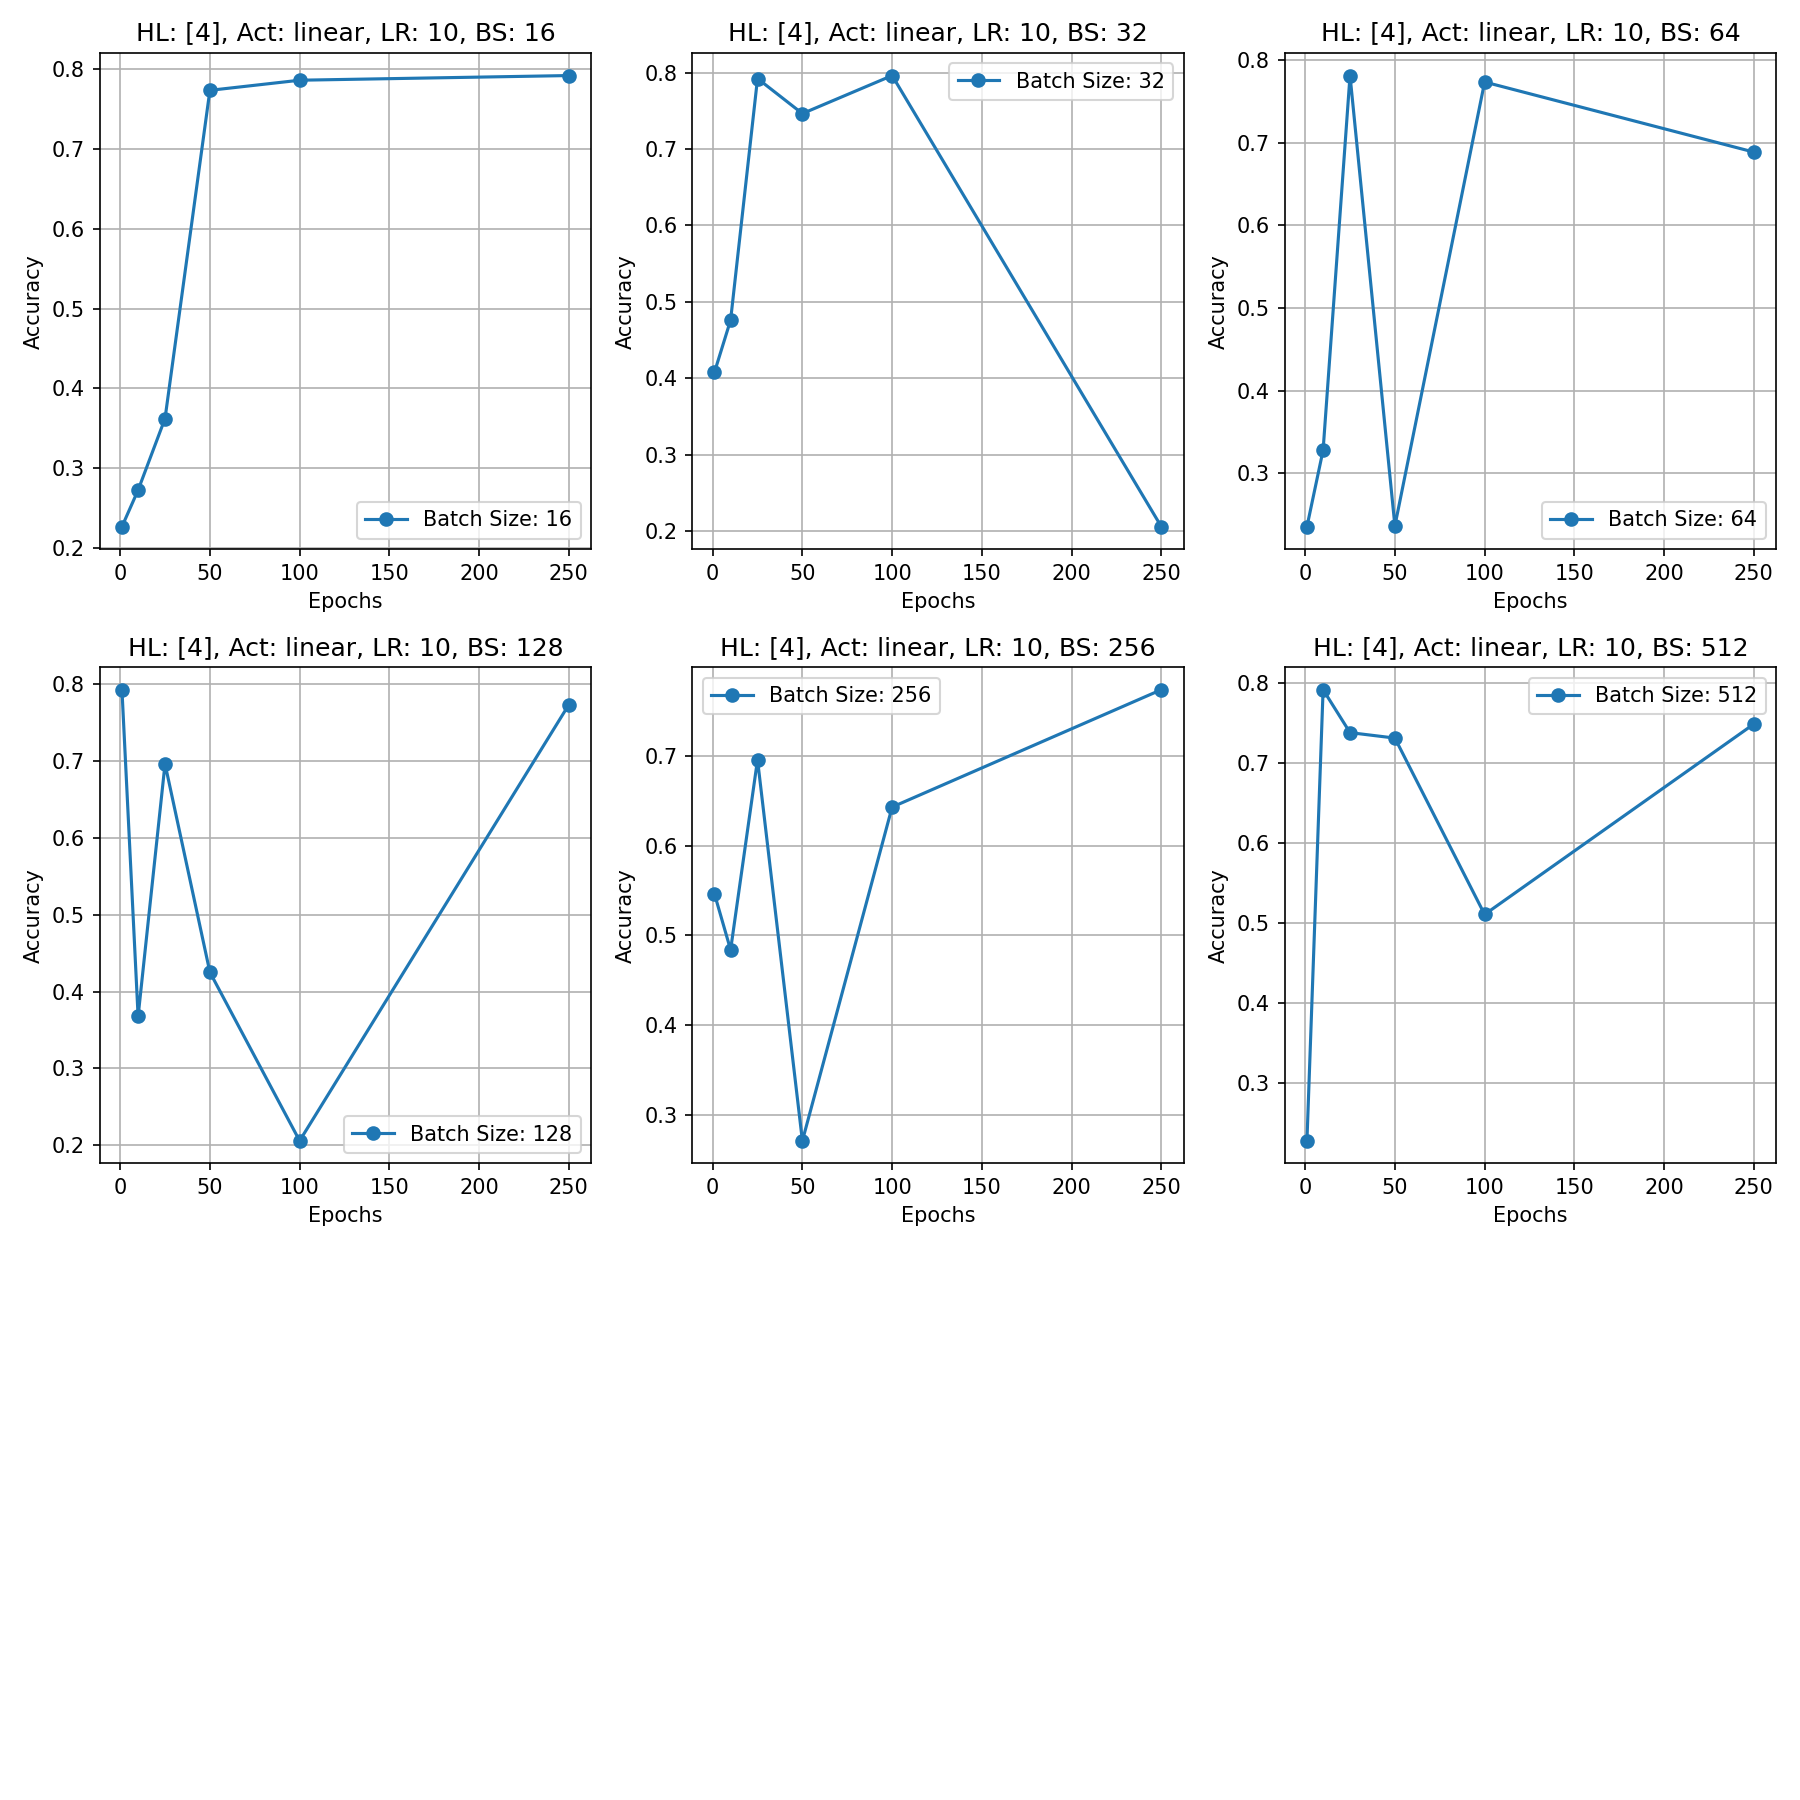 HL: [4], Act: linear, LR: 10, BS: 16
Accuracy
0.8
0.7
0.6
0.5
0.4
0.3
0.2
Batch Size: 16
0 50 100 150 200 250
Epochs
HL: [4], Act: linear, LR: 10, BS: 32
Accuracy
0.8
0.7
0.6
0.5
0.4
0.3
0.2
Batch Size: 32
0 50 100 150 200 250
Epochs
HL: [4], Act: linear, LR: 10, BS: 64
Accuracy
0.8
0.7
0.6
0.5
0.4
0.3
Batch Size: 64
0 50 100 150 200 250
Epochs
HL: [4], Act: linear, LR: 10, BS: 128
Accuracy
0.8
0.7
0.6
0.5
0.4
0.3
0.2
Batch Size: 128
0 50 100 150 200 250
Epochs
HL: [4], Act: linear, LR: 10, BS: 256
Accuracy
Batch Size: 256
0.7
0.6
0.5
0.4
0.3
0 50 100 150 200 250
Epochs
HL: [4], Act: linear, LR: 10, BS: 512
Accuracy
0.8
0.7
0.6
0.5
0.4
0.3
Batch Size: 512
0 50 100 150 200 250
Epochs